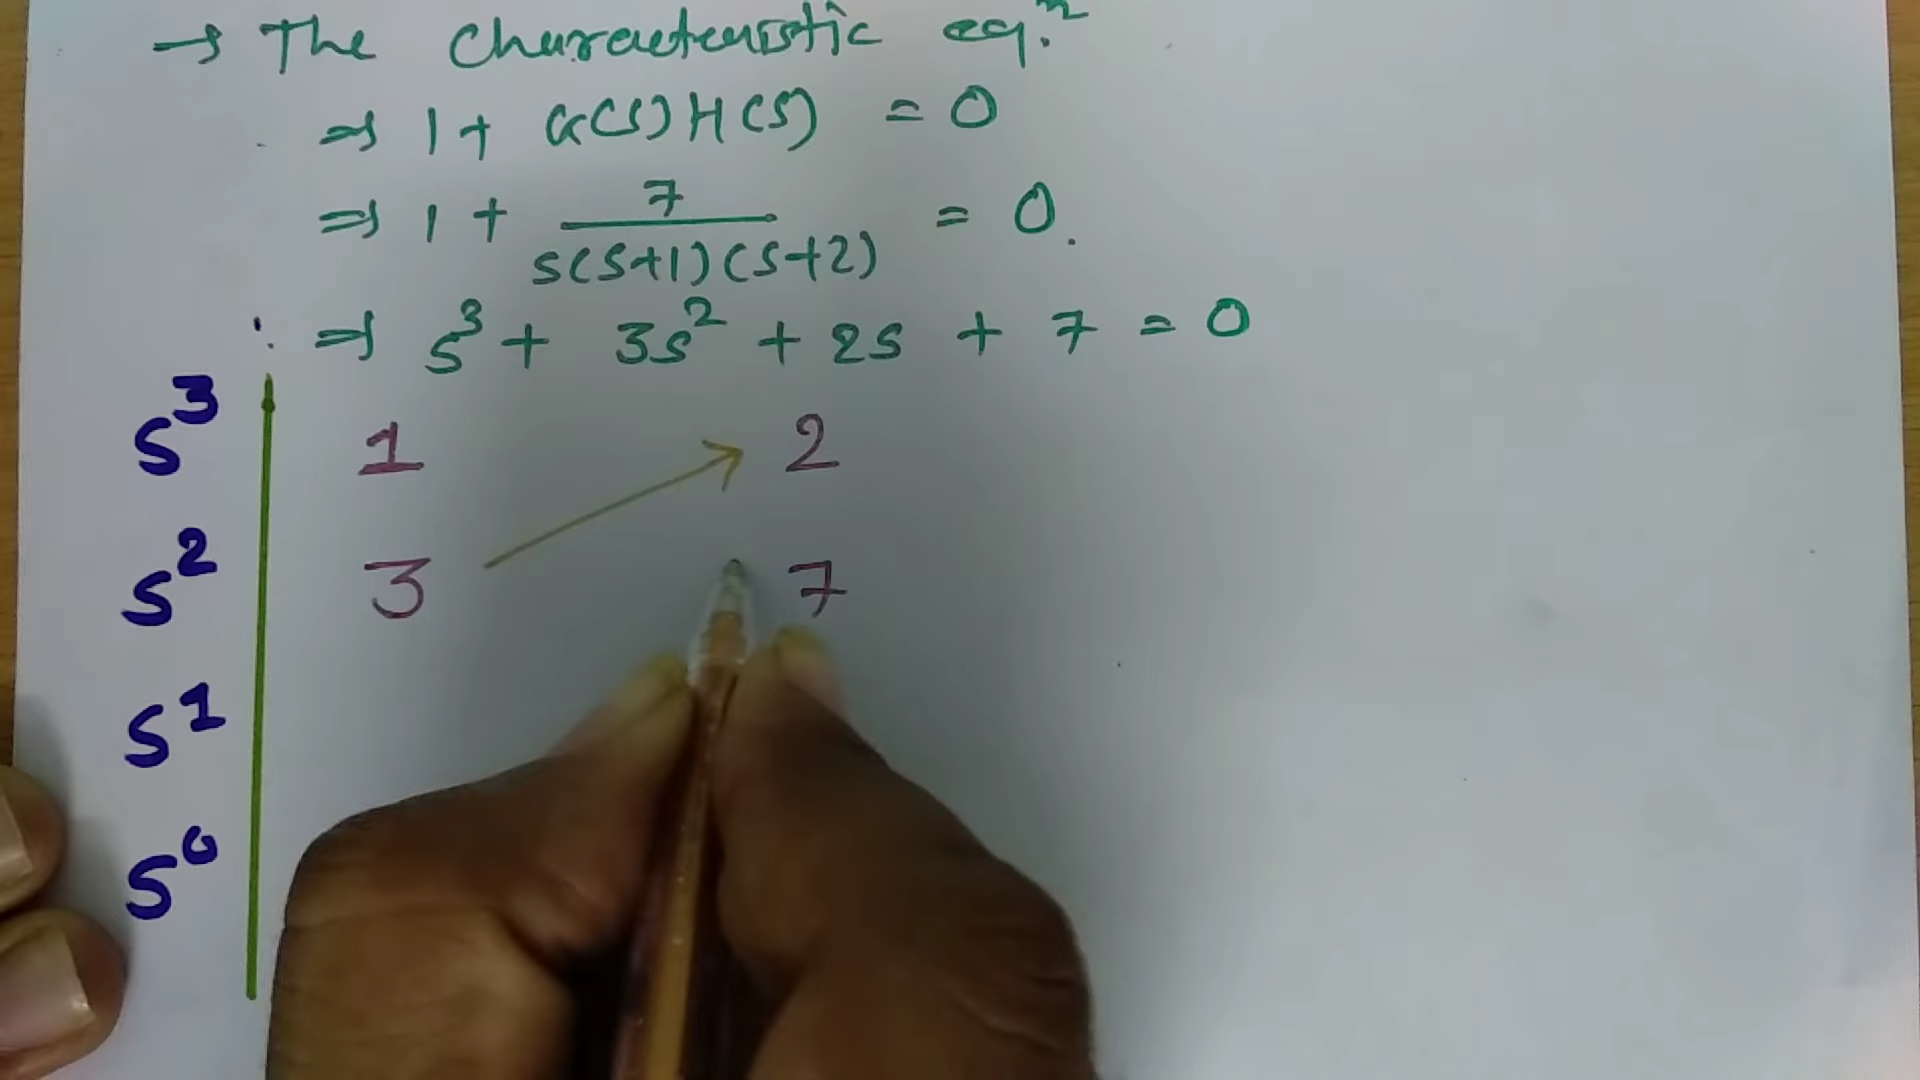 → The characteristic eq.ⁿ
⇒ 1 + G(S) H(S) = 0
⇒ 1 + 7/(s(s+1)(s+2)) = 0.
⇒ s³ + 3s² + 2s + 7 = 0
S³ 1 2
S² 3 7
S¹
S⁰